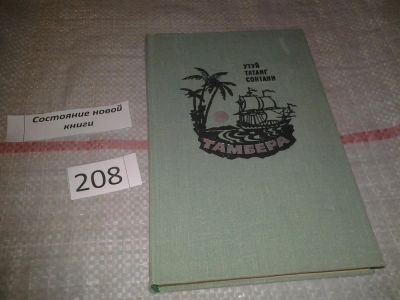 Состояние новой
книги
208
УТУЙ
ТАТАНГ
СОНТАНИ
ТАМБЕРА